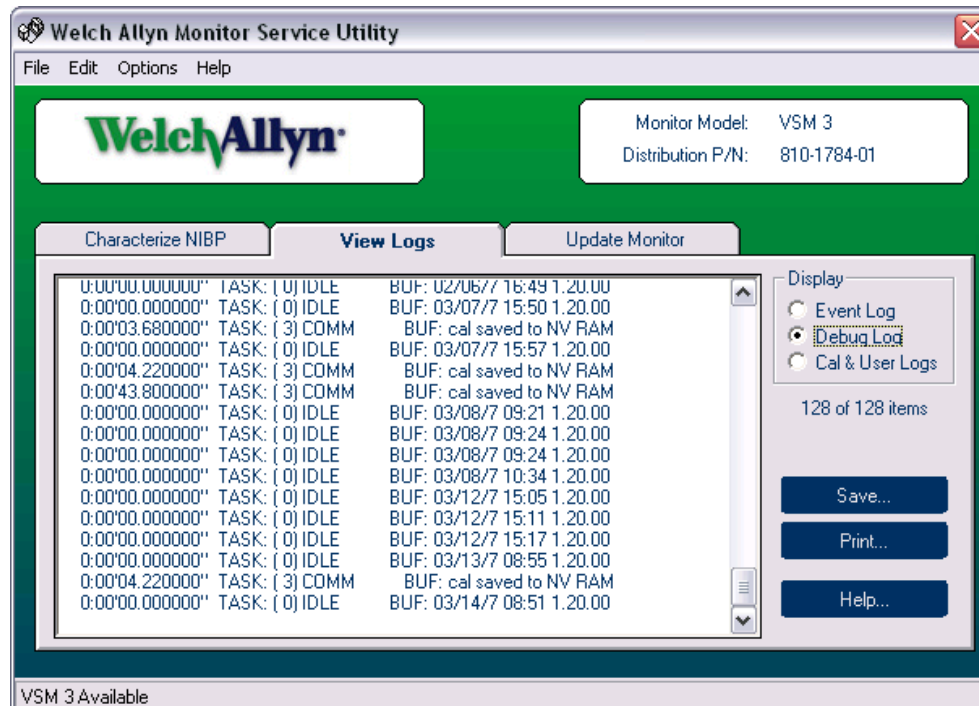 Welch Allyn Monitor Service Utility
File Edit Options Help
WelchAllyn
Monitor Model: VSM 3
Distribution P/N: 810-1784-01
Characterize NIBP
View Logs
Update Monitor
0:00'00.000000" TASK: ( 0) IDLE BUF: 02/06/7 16:49 1.20.00
0:00'00.000000" TASK: ( 0) IDLE BUF: 03/07/7 15:50 1.20.00
0:00'03.680000" TASK: ( 3) COMM BUF: cal saved to NV RAM
0:00'00.000000" TASK: ( 0) IDLE BUF: 03/07/7 15:57 1.20.00
0:00'04.220000" TASK: ( 3) COMM BUF: cal saved to NV RAM
0:00'43.800000" TASK: ( 3) COMM BUF: cal saved to NV RAM
0:00'00.000000" TASK: ( 0) IDLE BUF: 03/08/7 09:21 1.20.00
0:00'00.000000" TASK: ( 0) IDLE BUF: 03/08/7 09:24 1.20.00
0:00'00.000000" TASK: ( 0) IDLE BUF: 03/08/7 09:24 1.20.00
0:00'00.000000" TASK: ( 0) IDLE BUF: 03/08/7 10:34 1.20.00
0:00'00.000000" TASK: ( 0) IDLE BUF: 03/12/7 15:05 1.20.00
0:00'00.000000" TASK: ( 0) IDLE BUF: 03/12/7 15:11 1.20.00
0:00'00.000000" TASK: ( 0) IDLE BUF: 03/12/7 15:17 1.20.00
0:00'00.000000" TASK: ( 0) IDLE BUF: 03/13/7 08:55 1.20.00
0:00'04.220000" TASK: ( 3) COMM BUF: cal saved to NV RAM
0:00'00.000000" TASK: ( 0) IDLE BUF: 03/14/7 08:51 1.20.00
Display
Event Log
Debug Log
Cal & User Logs
128 of 128 items
Save...
Print...
Help...
VSM 3 Available